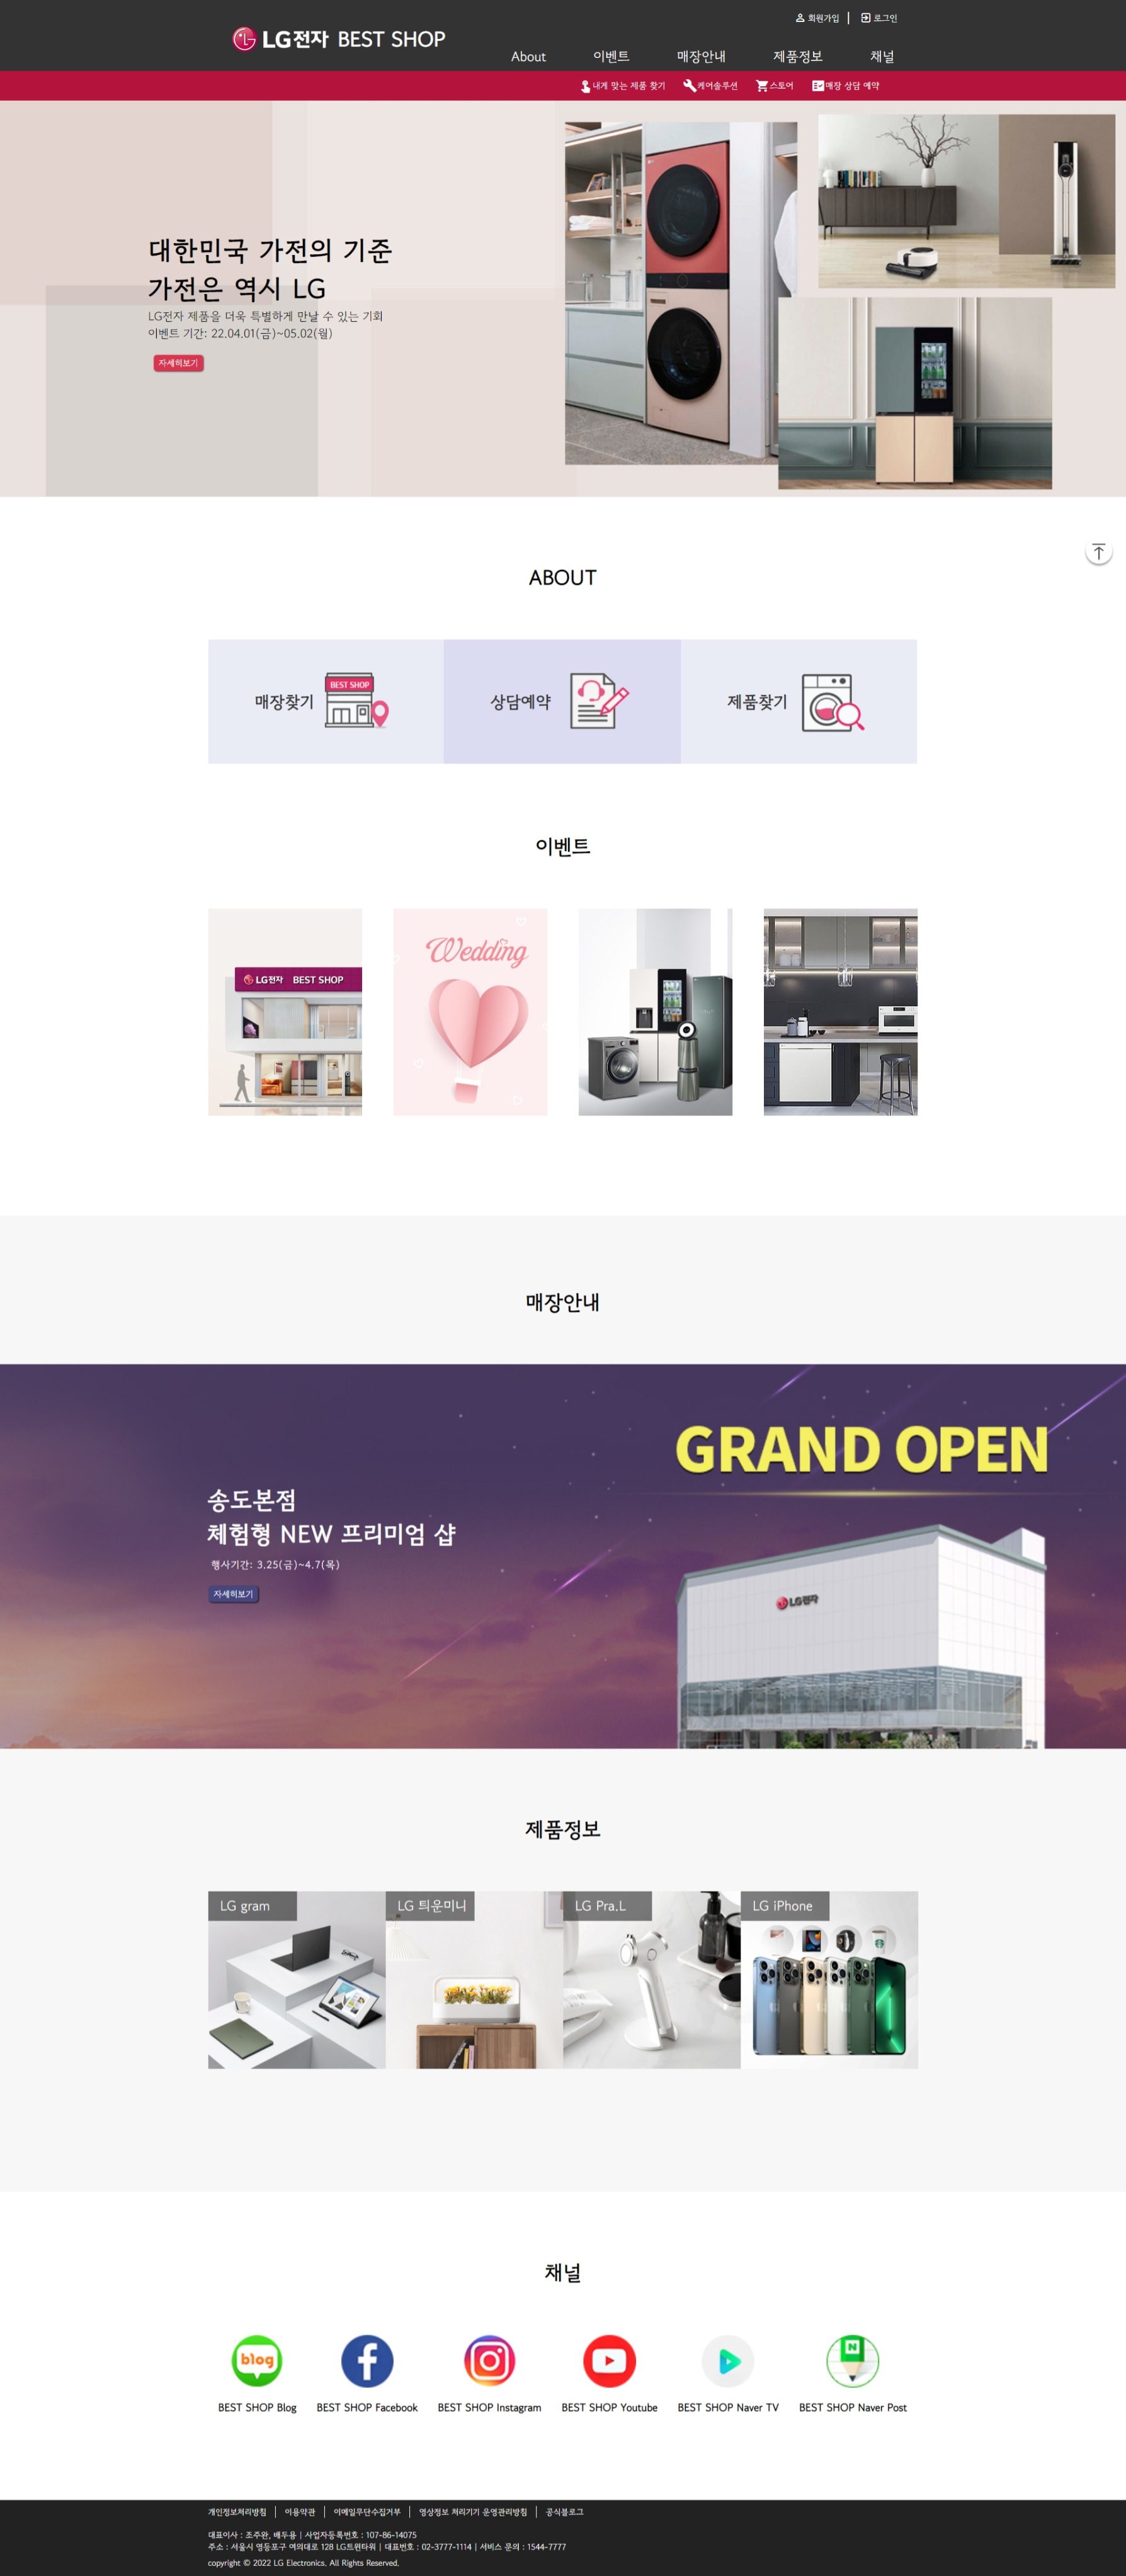 회원가입 | 로그인
LG전자 BEST SHOP
About 이벤트 매장안내 제품정보 채널
내게 맞는 제품 찾기 케어솔루션 스토어 매장 상담 예약
대한민국 가전의 기준
가전은 역시 LG
LG전자 제품을 더욱 특별하게 만날 수 있는 기회
이벤트 기간: 22.04.01(금)~05.02(월)
자세히보기
ABOUT
매장찾기 BEST SHOP 상담예약 제품찾기
이벤트
LG전자 BEST SHOP
Wedding
매장안내
GRAND OPEN
송도본점
체험형 NEW 프리미엄 샵
행사기간: 3.25(금)~4.7(목)
자세히보기
LG전자
제품정보
LG gram LG 틔운미니 LG Pra.L LG iPhone
채널
blog
N
BEST SHOP Blog BEST SHOP Facebook BEST SHOP Instagram BEST SHOP Youtube BEST SHOP Naver TV BEST SHOP Naver Post
개인정보처리방침 | 이용약관 | 이메일무단수집거부 | 영상정보 처리기기 운영관리방침 | 공식블로그
대표이사 : 조주완, 배두용 | 사업자등록번호 : 107-86-14075
주소 : 서울시 영등포구 여의대로 128 LG트윈타워 | 대표번호 : 02-3777-1114 | 서비스 문의 : 1544-7777
copyright © 2022 LG Electronics. All Rights Reserved.